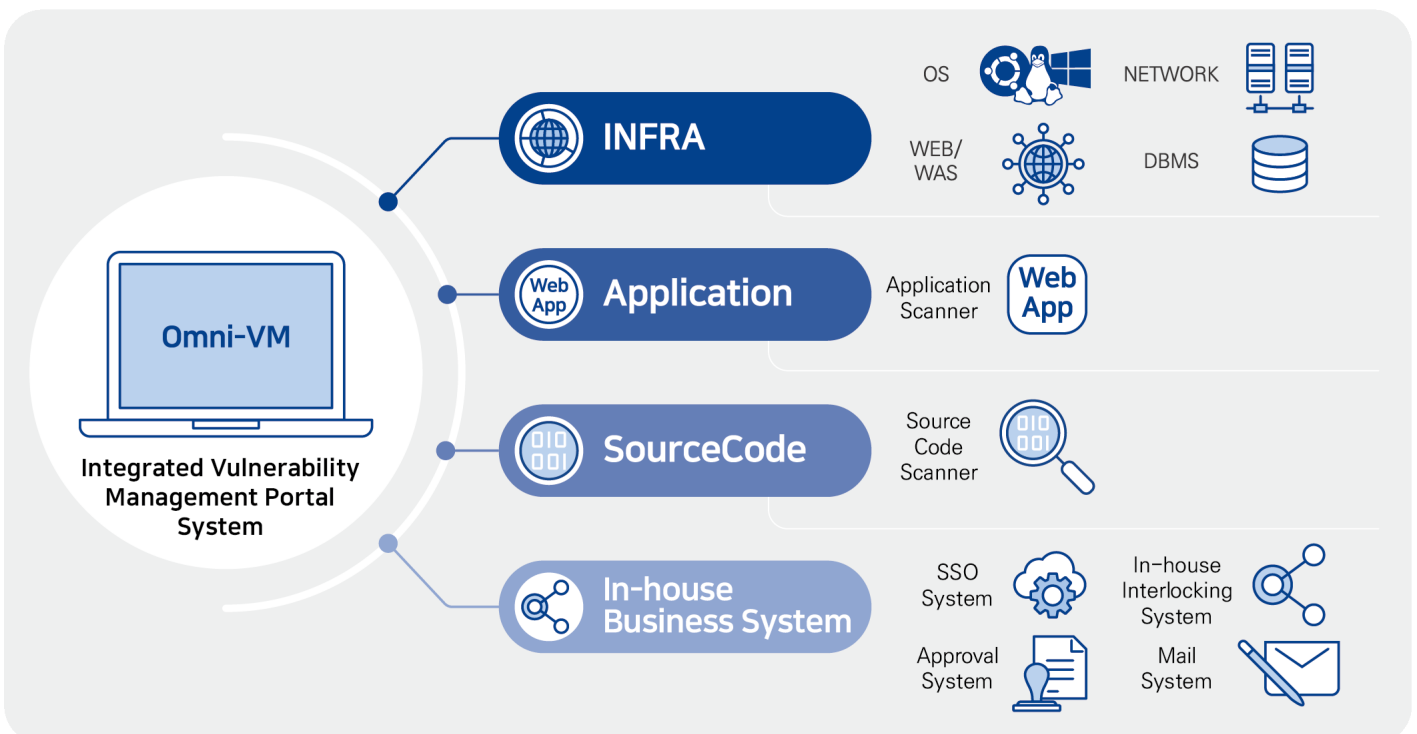 Omni-VM
Integrated Vulnerability
Management Portal
System
INFRA
OS
NETWORK
WEB/
WAS
DBMS
Web
App
Application
Application
Scanner
Web
App
010
001
SourceCode
Source
Code
Scanner
010
001
In-house
Business System
SSO
System
In-house
Interlocking
System
Approval
System
Mail
System